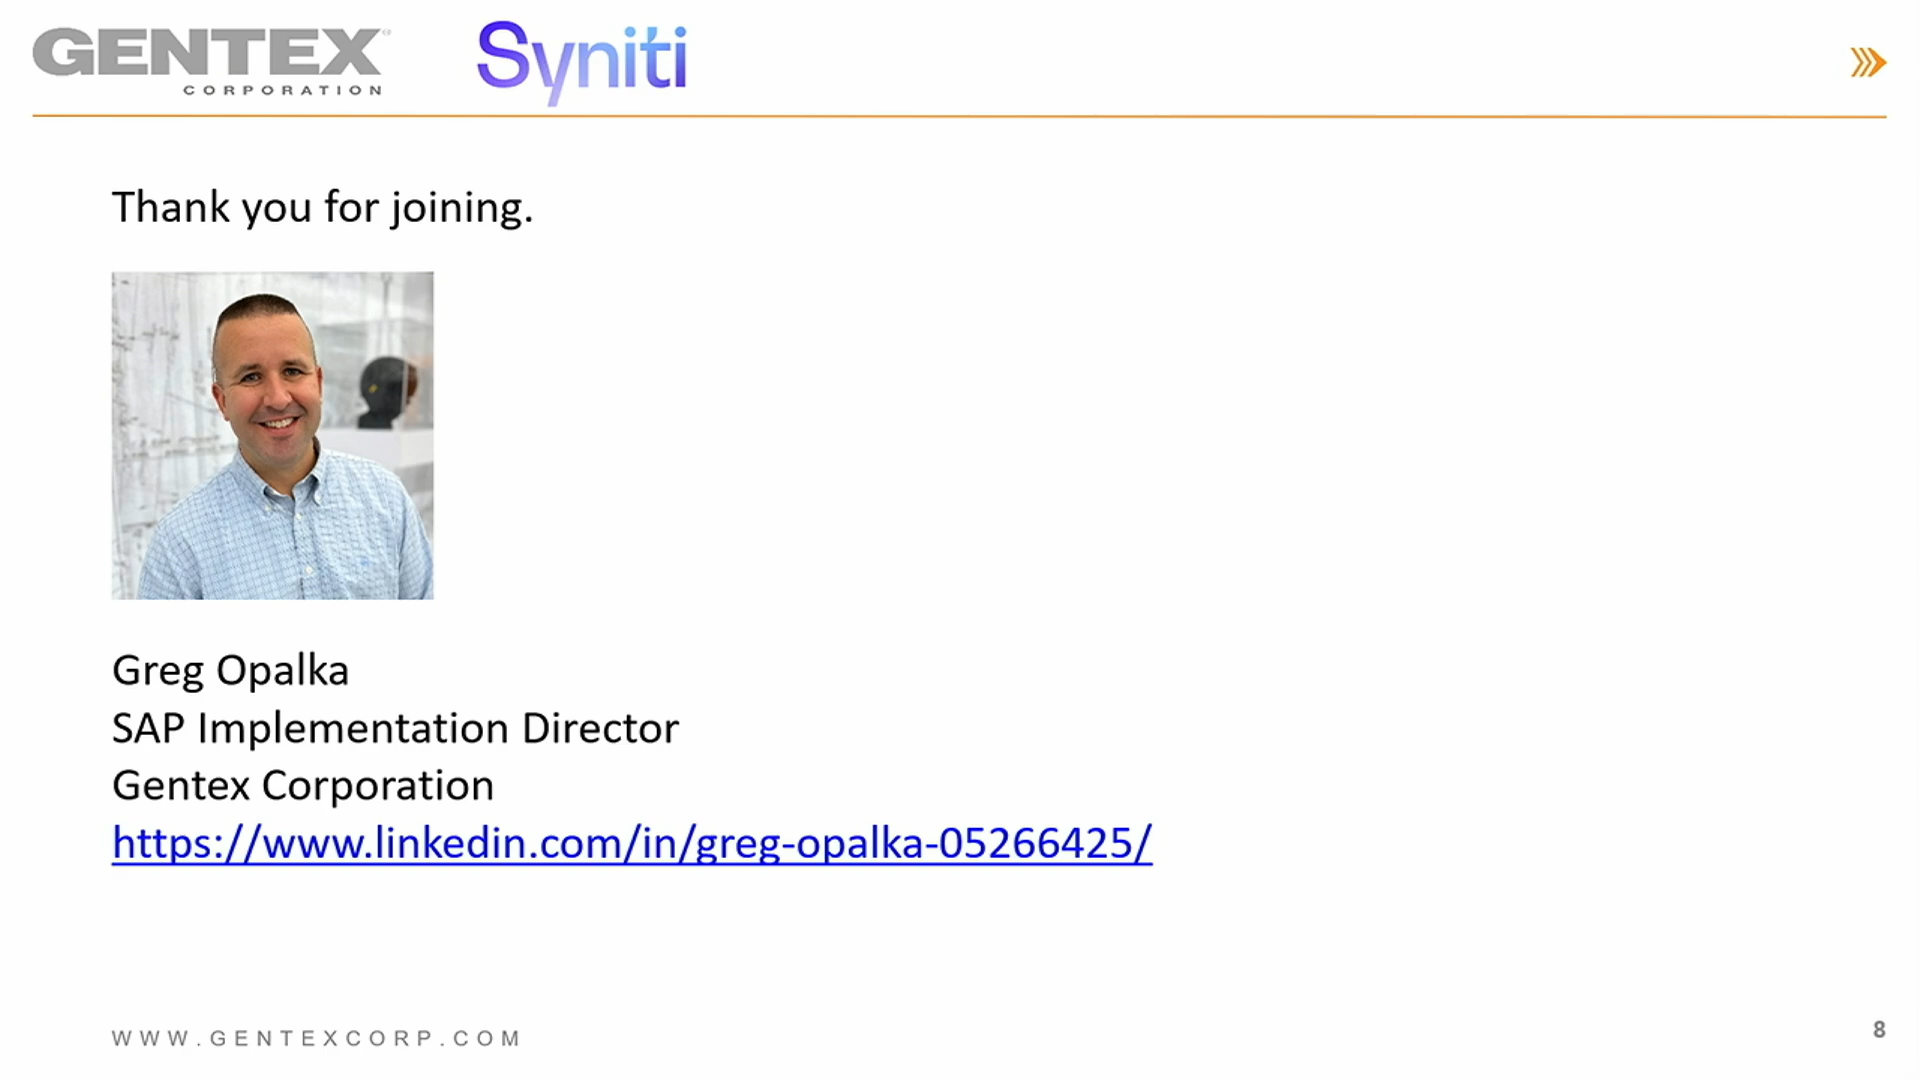 GENTEX®
CORPORATION
Syniti
Thank you for joining.
Greg Opalka
SAP Implementation Director
Gentex Corporation
https://www.linkedin.com/in/greg-opalka-05266425/
WWW.GENTEXCORP.COM
8